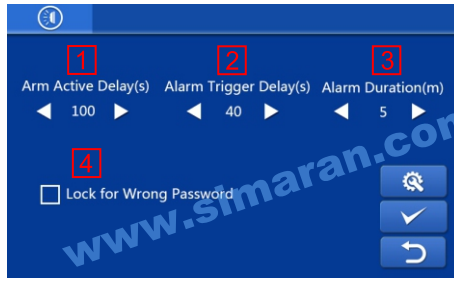 1 2 3
Arm Active Delay(s) Alarm Trigger Delay(s) Alarm Duration(m)
100 40 5
4
Lock for Wrong Password
www.simaran.com